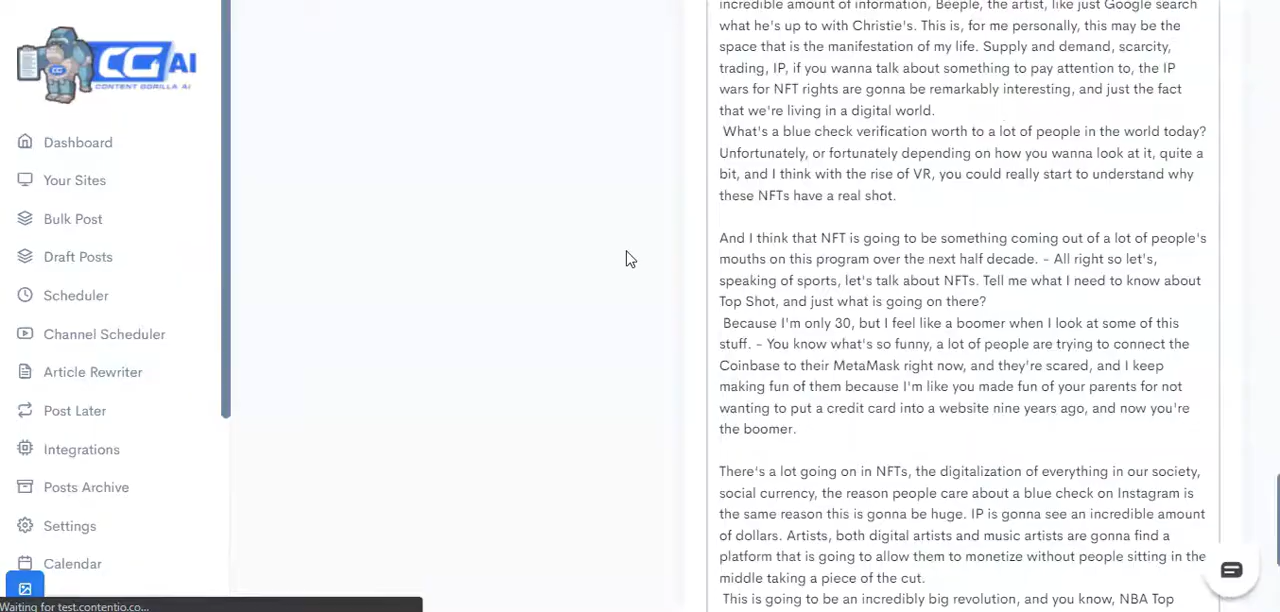 CG AI
CG
CONTENT GORILLA AI
Dashboard
Your Sites
Bulk Post
Draft Posts
Scheduler
Channel Scheduler
Article Rewriter
Post Later
Integrations
Posts Archive
Settings
Calendar
Waiting for test.contentio.co...
incredible amount of information, Beeple, the artist, like just Google search
what he's up to with Christie's. This is, for me personally, this may be the
space that is the manifestation of my life. Supply and demand, scarcity,
trading, IP, if you wanna talk about something to pay attention to, the IP
wars for NFT rights are gonna be remarkably interesting, and just the fact
that we're living in a digital world.
What's a blue check verification worth to a lot of people in the world today?
Unfortunately, or fortunately depending on how you wanna look at it, quite a
bit, and I think with the rise of VR, you could really start to understand why
these NFTs have a real shot.
And I think that NFT is going to be something coming out of a lot of people's
mouths on this program over the next half decade. - All right so let's,
speaking of sports, let's talk about NFTs. Tell me what I need to know about
Top Shot, and just what is going on there?
Because I'm only 30, but I feel like a boomer when I look at some of this
stuff. - You know what's so funny, a lot of people are trying to connect the
Coinbase to their MetaMask right now, and they're scared, and I keep
making fun of them because I'm like you made fun of your parents for not
wanting to put a credit card into a website nine years ago, and now you're
the boomer.
There's a lot going on in NFTs, the digitalization of everything in our society,
social currency, the reason people care about a blue check on Instagram is
the same reason this is gonna be huge. IP is gonna see an incredible amount
of dollars. Artists, both digital artists and music artists are gonna find a
platform that is going to allow them to monetize without people sitting in the
middle taking a piece of the cut.
This is going to be an incredibly big revolution, and you know, NBA Top